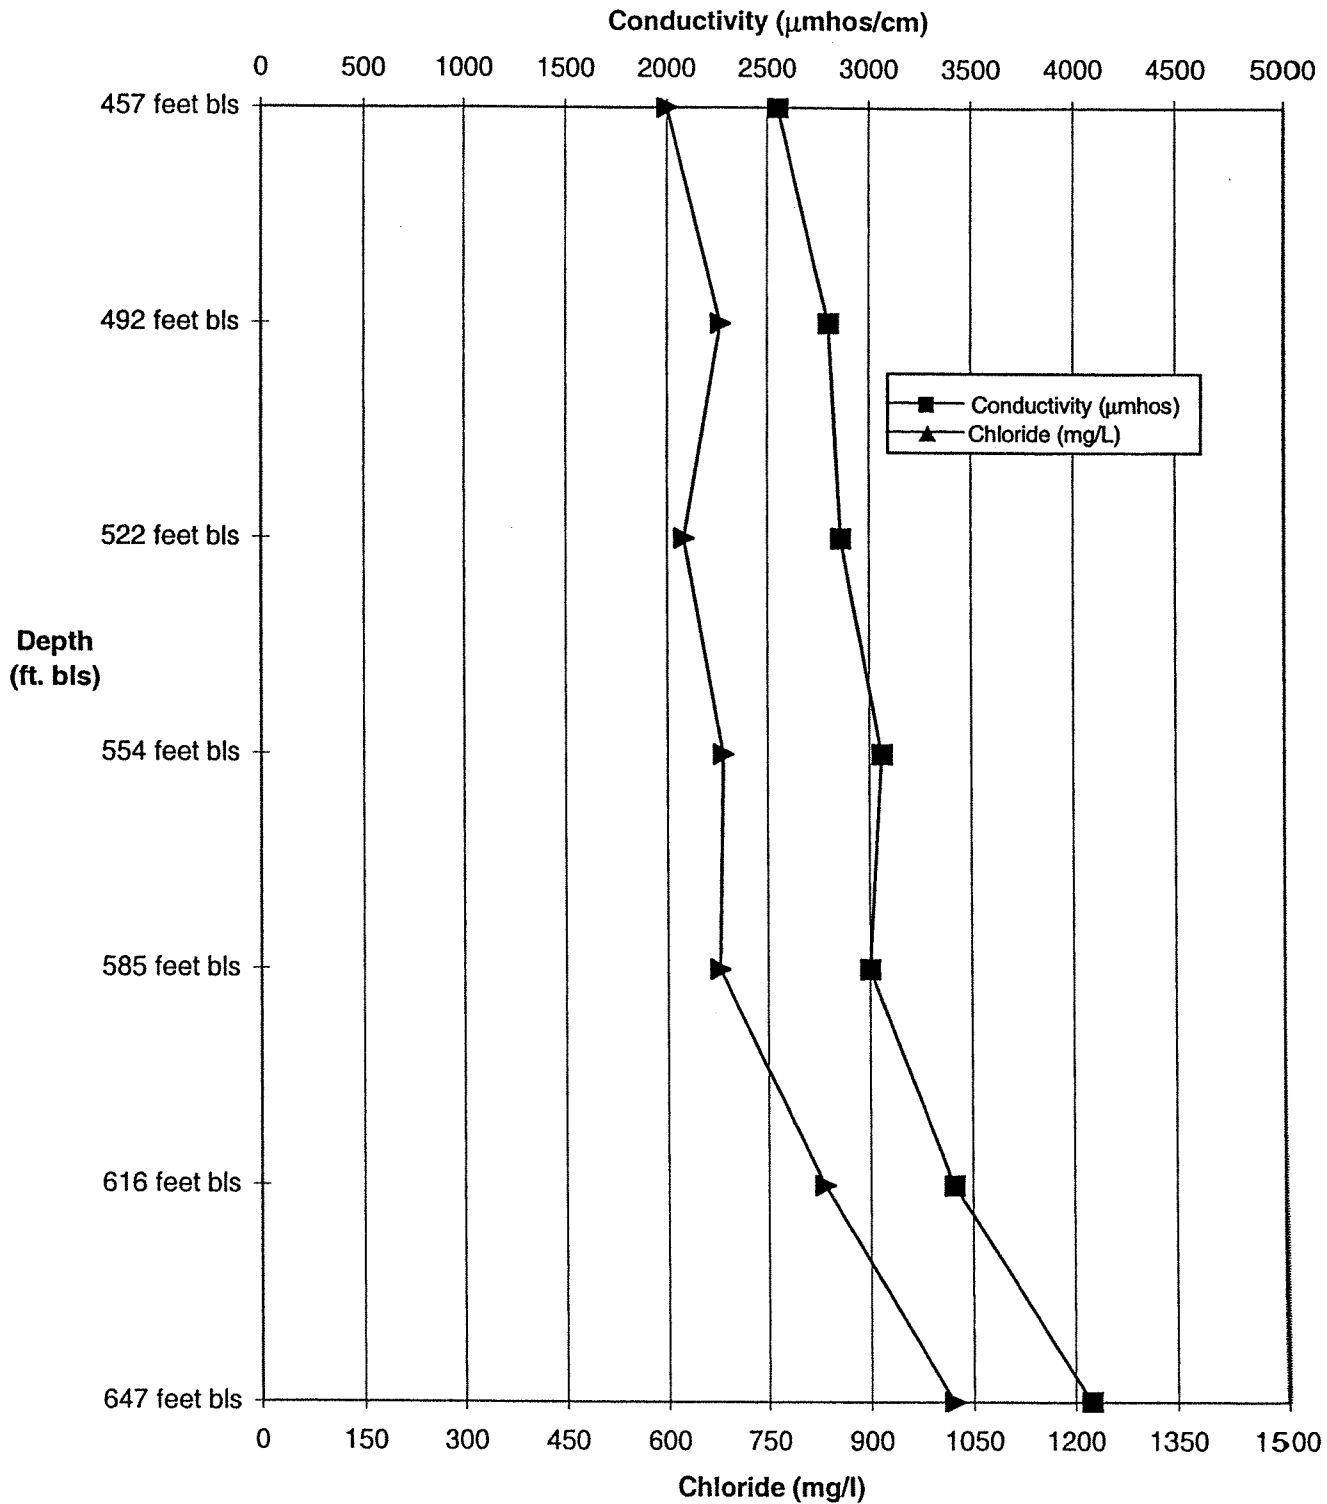 Conductivity (µmhos/cm)
0 500 1000 1500 2000 2500 3000 3500 4000 4500 5000
457 feet bls
492 feet bls
Conductivity (µmhos)
Chloride (mg/L)
522 feet bls
Depth
(ft. bls)
554 feet bls
585 feet bls
616 feet bls
647 feet bls
0 150 300 450 600 750 900 1050 1200 1350 1500
Chloride (mg/l)